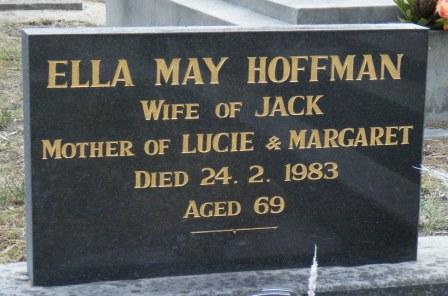 ELLA MAY HOFFMAN
WIFE OF JACK
MOTHER OF LUCIE & MARGARET
DIED 24. 2. 1983
AGED 69